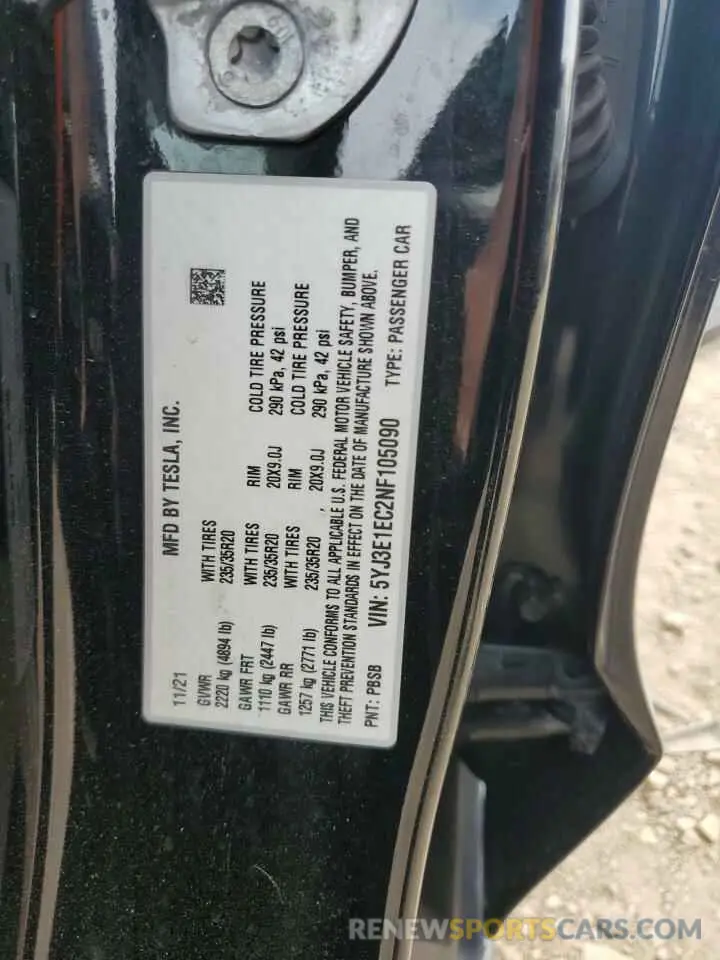 MFD BY TESLA, INC.
11/21
GVWR WITH TIRES
2220 kg (4894 lb) 235/35R20
GAWR FRT WITH TIRES RIM COLD TIRE PRESSURE
1110 kg (2447 lb) 235/35R20 20X9.0J 290 kPa, 42 psi
GAWR RR WITH TIRES RIM COLD TIRE PRESSURE
1257 kg (2771 lb) 235/35R20 , 20X9.0J 290 kPa, 42 psi
THIS VEHICLE CONFORMS TO ALL APPLICABLE U.S. FEDERAL MOTOR VEHICLE SAFETY, BUMPER, AND
THEFT PREVENTION STANDARDS IN EFFECT ON THE DATE OF MANUFACTURE SHOWN ABOVE.
PNT: PBSB VIN: 5YJ3E1EC2NF105090 TYPE: PASSENGER CAR
RENEWSPORTSCARS.COM